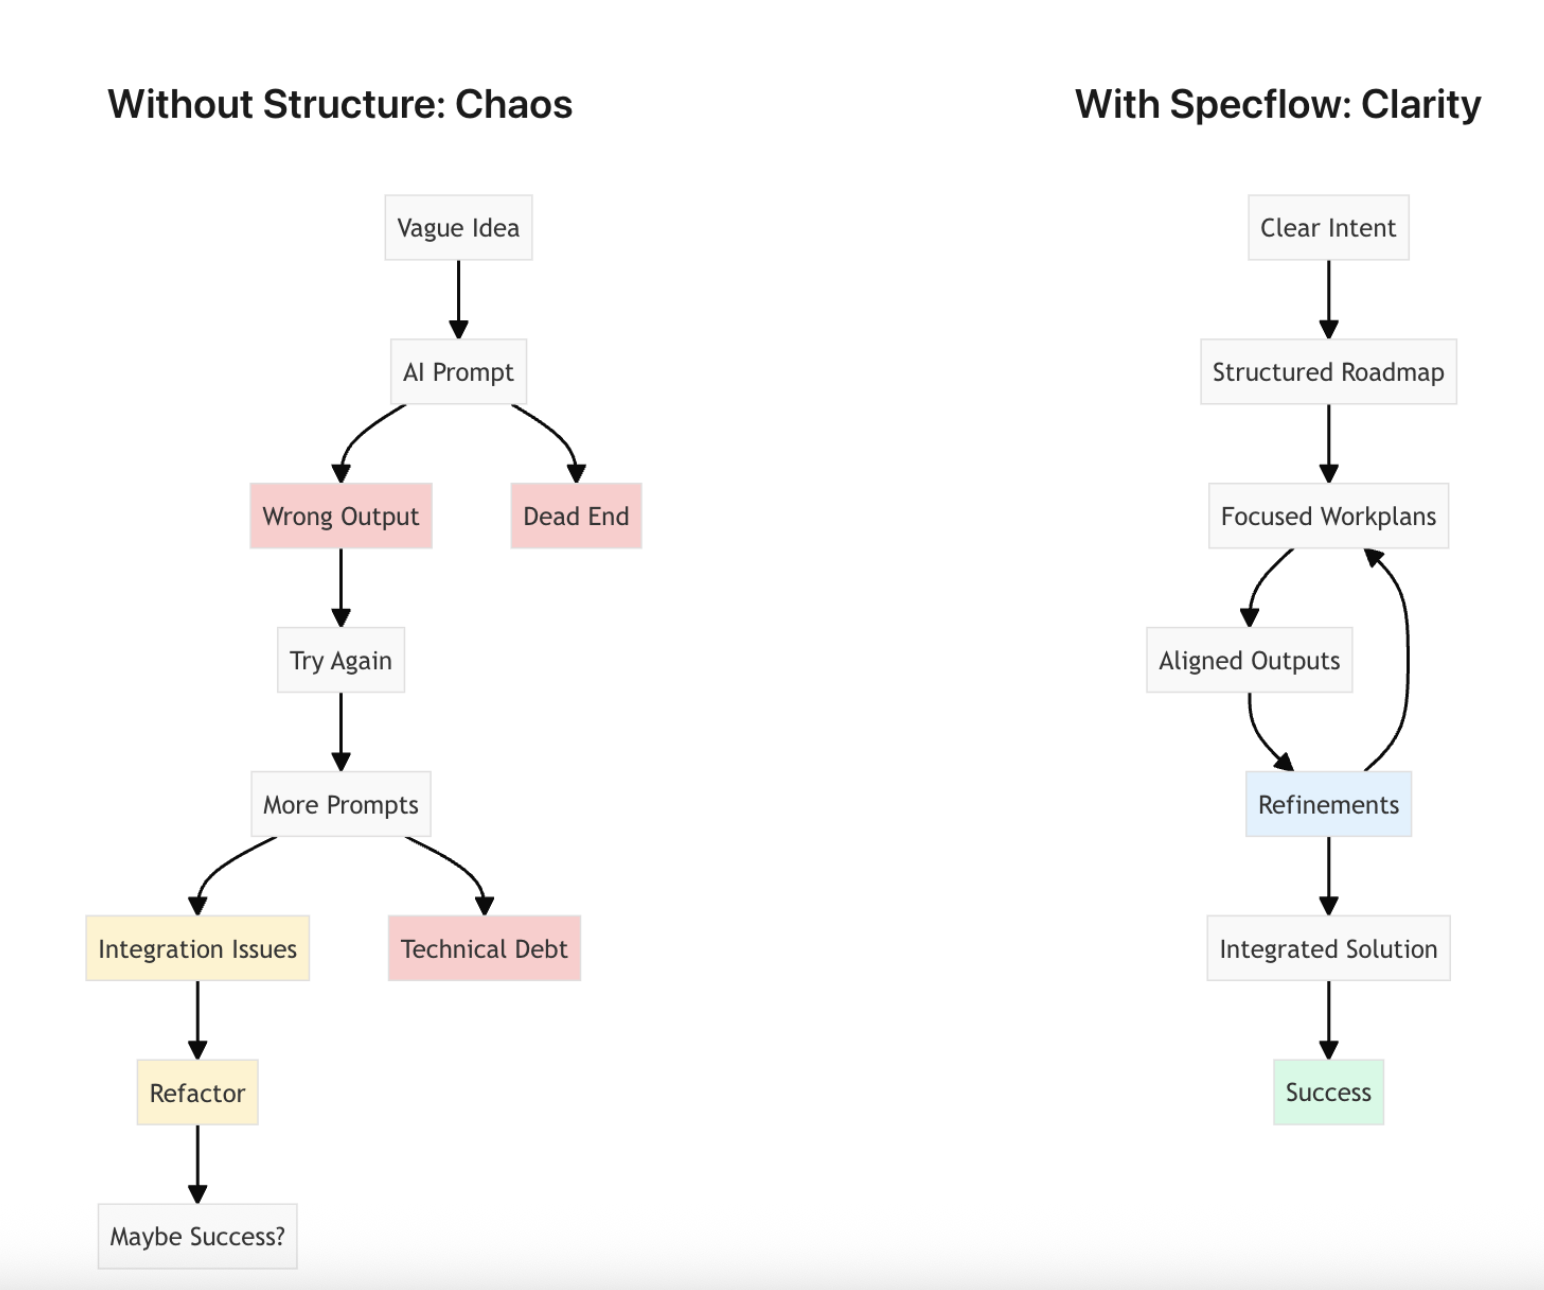 Without Structure: Chaos
Vague Idea
AI Prompt
Wrong Output
Dead End
Try Again
More Prompts
Integration Issues
Technical Debt
Refactor
Maybe Success?
With Specflow: Clarity
Clear Intent
Structured Roadmap
Focused Workplans
Aligned Outputs
Refinements
Integrated Solution
Success